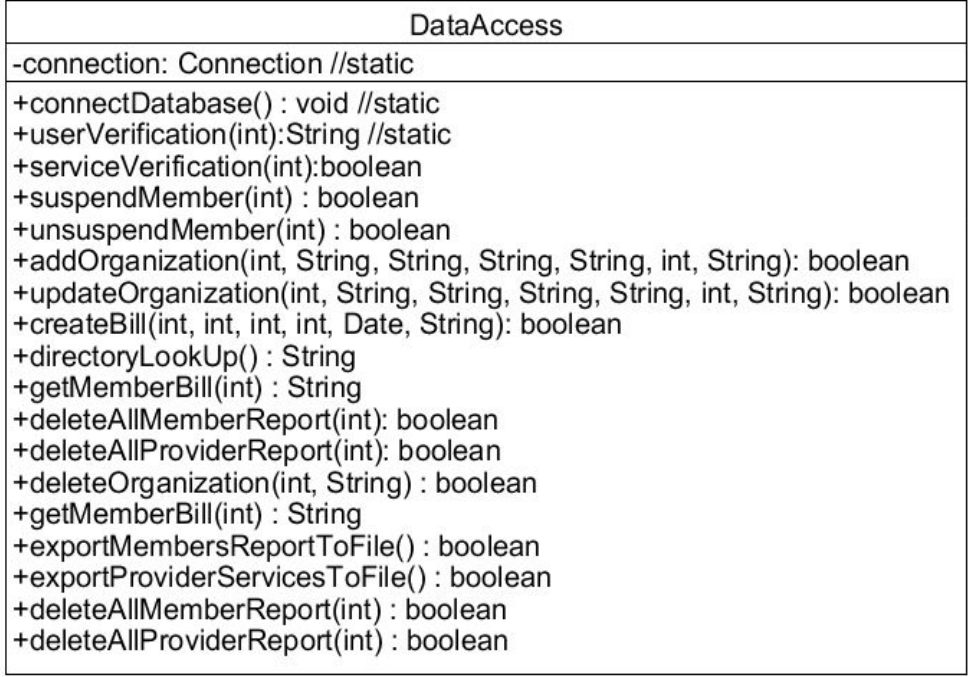 DataAccess
-connection: Connection //static
+connectDatabase() : void //static
+userVerification(int):String //static
+serviceVerification(int):boolean
+suspendMember(int) : boolean
+unsuspendMember(int) : boolean
+addOrganization(int, String, String, String, String, int, String): boolean
+updateOrganization(int, String, String, String, String, int, String): boolean
+createBill(int, int, int, int, Date, String): boolean
+directoryLookUp() : String
+getMemberBill(int) : String
+deleteAllMemberReport(int): boolean
+deleteAllProviderReport(int): boolean
+deleteOrganization(int, String) : boolean
+getMemberBill(int) : String
+exportMembersReportToFile() : boolean
+exportProviderServicesToFile() : boolean
+deleteAllMemberReport(int) : boolean
+deleteAllProviderReport(int) : boolean